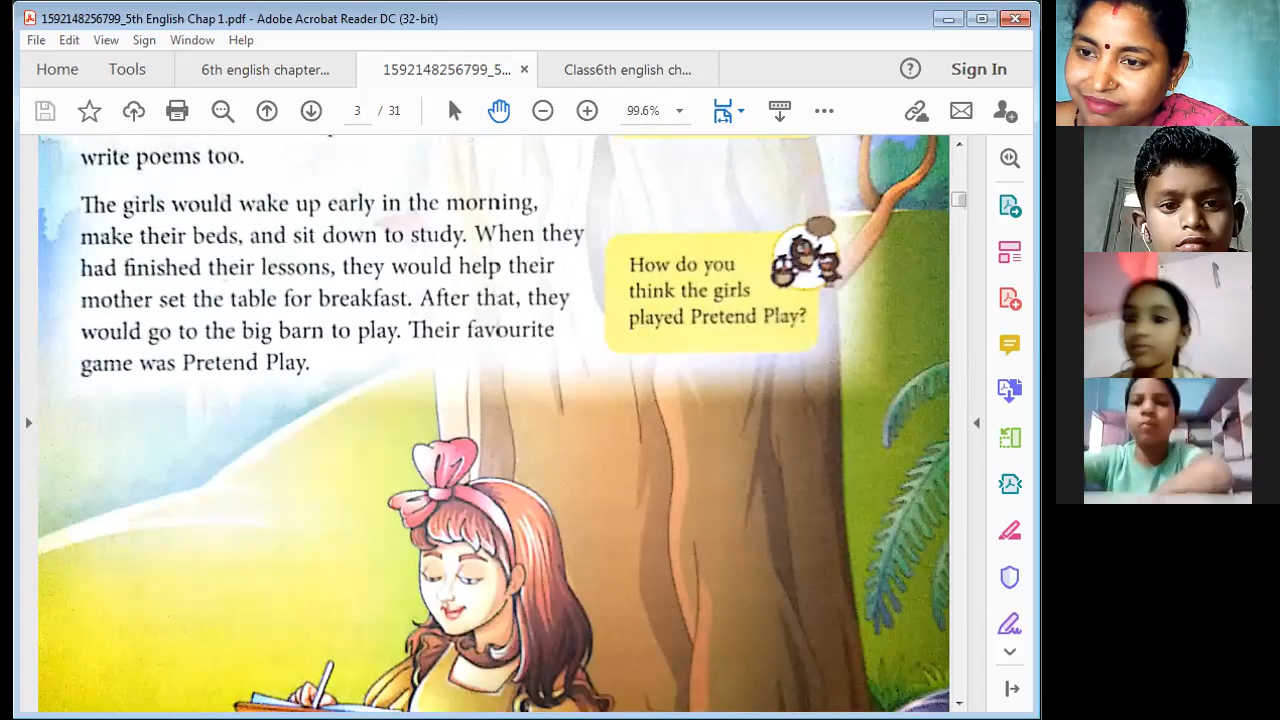 1592148256799_5th English Chap 1.pdf - Adobe Acrobat Reader DC (32-bit)
File Edit View Sign Window Help
Home Tools 6th english chapter... 1592148256799_5... × Class6th english ch... Sign In
3 / 31 99.6%
write poems too.
The girls would wake up early in the morning,
make their beds, and sit down to study. When they
had finished their lessons, they would help their
mother set the table for breakfast. After that, they
would go to the big barn to play. Their favourite
game was Pretend Play.
How do you
think the girls
played Pretend Play?